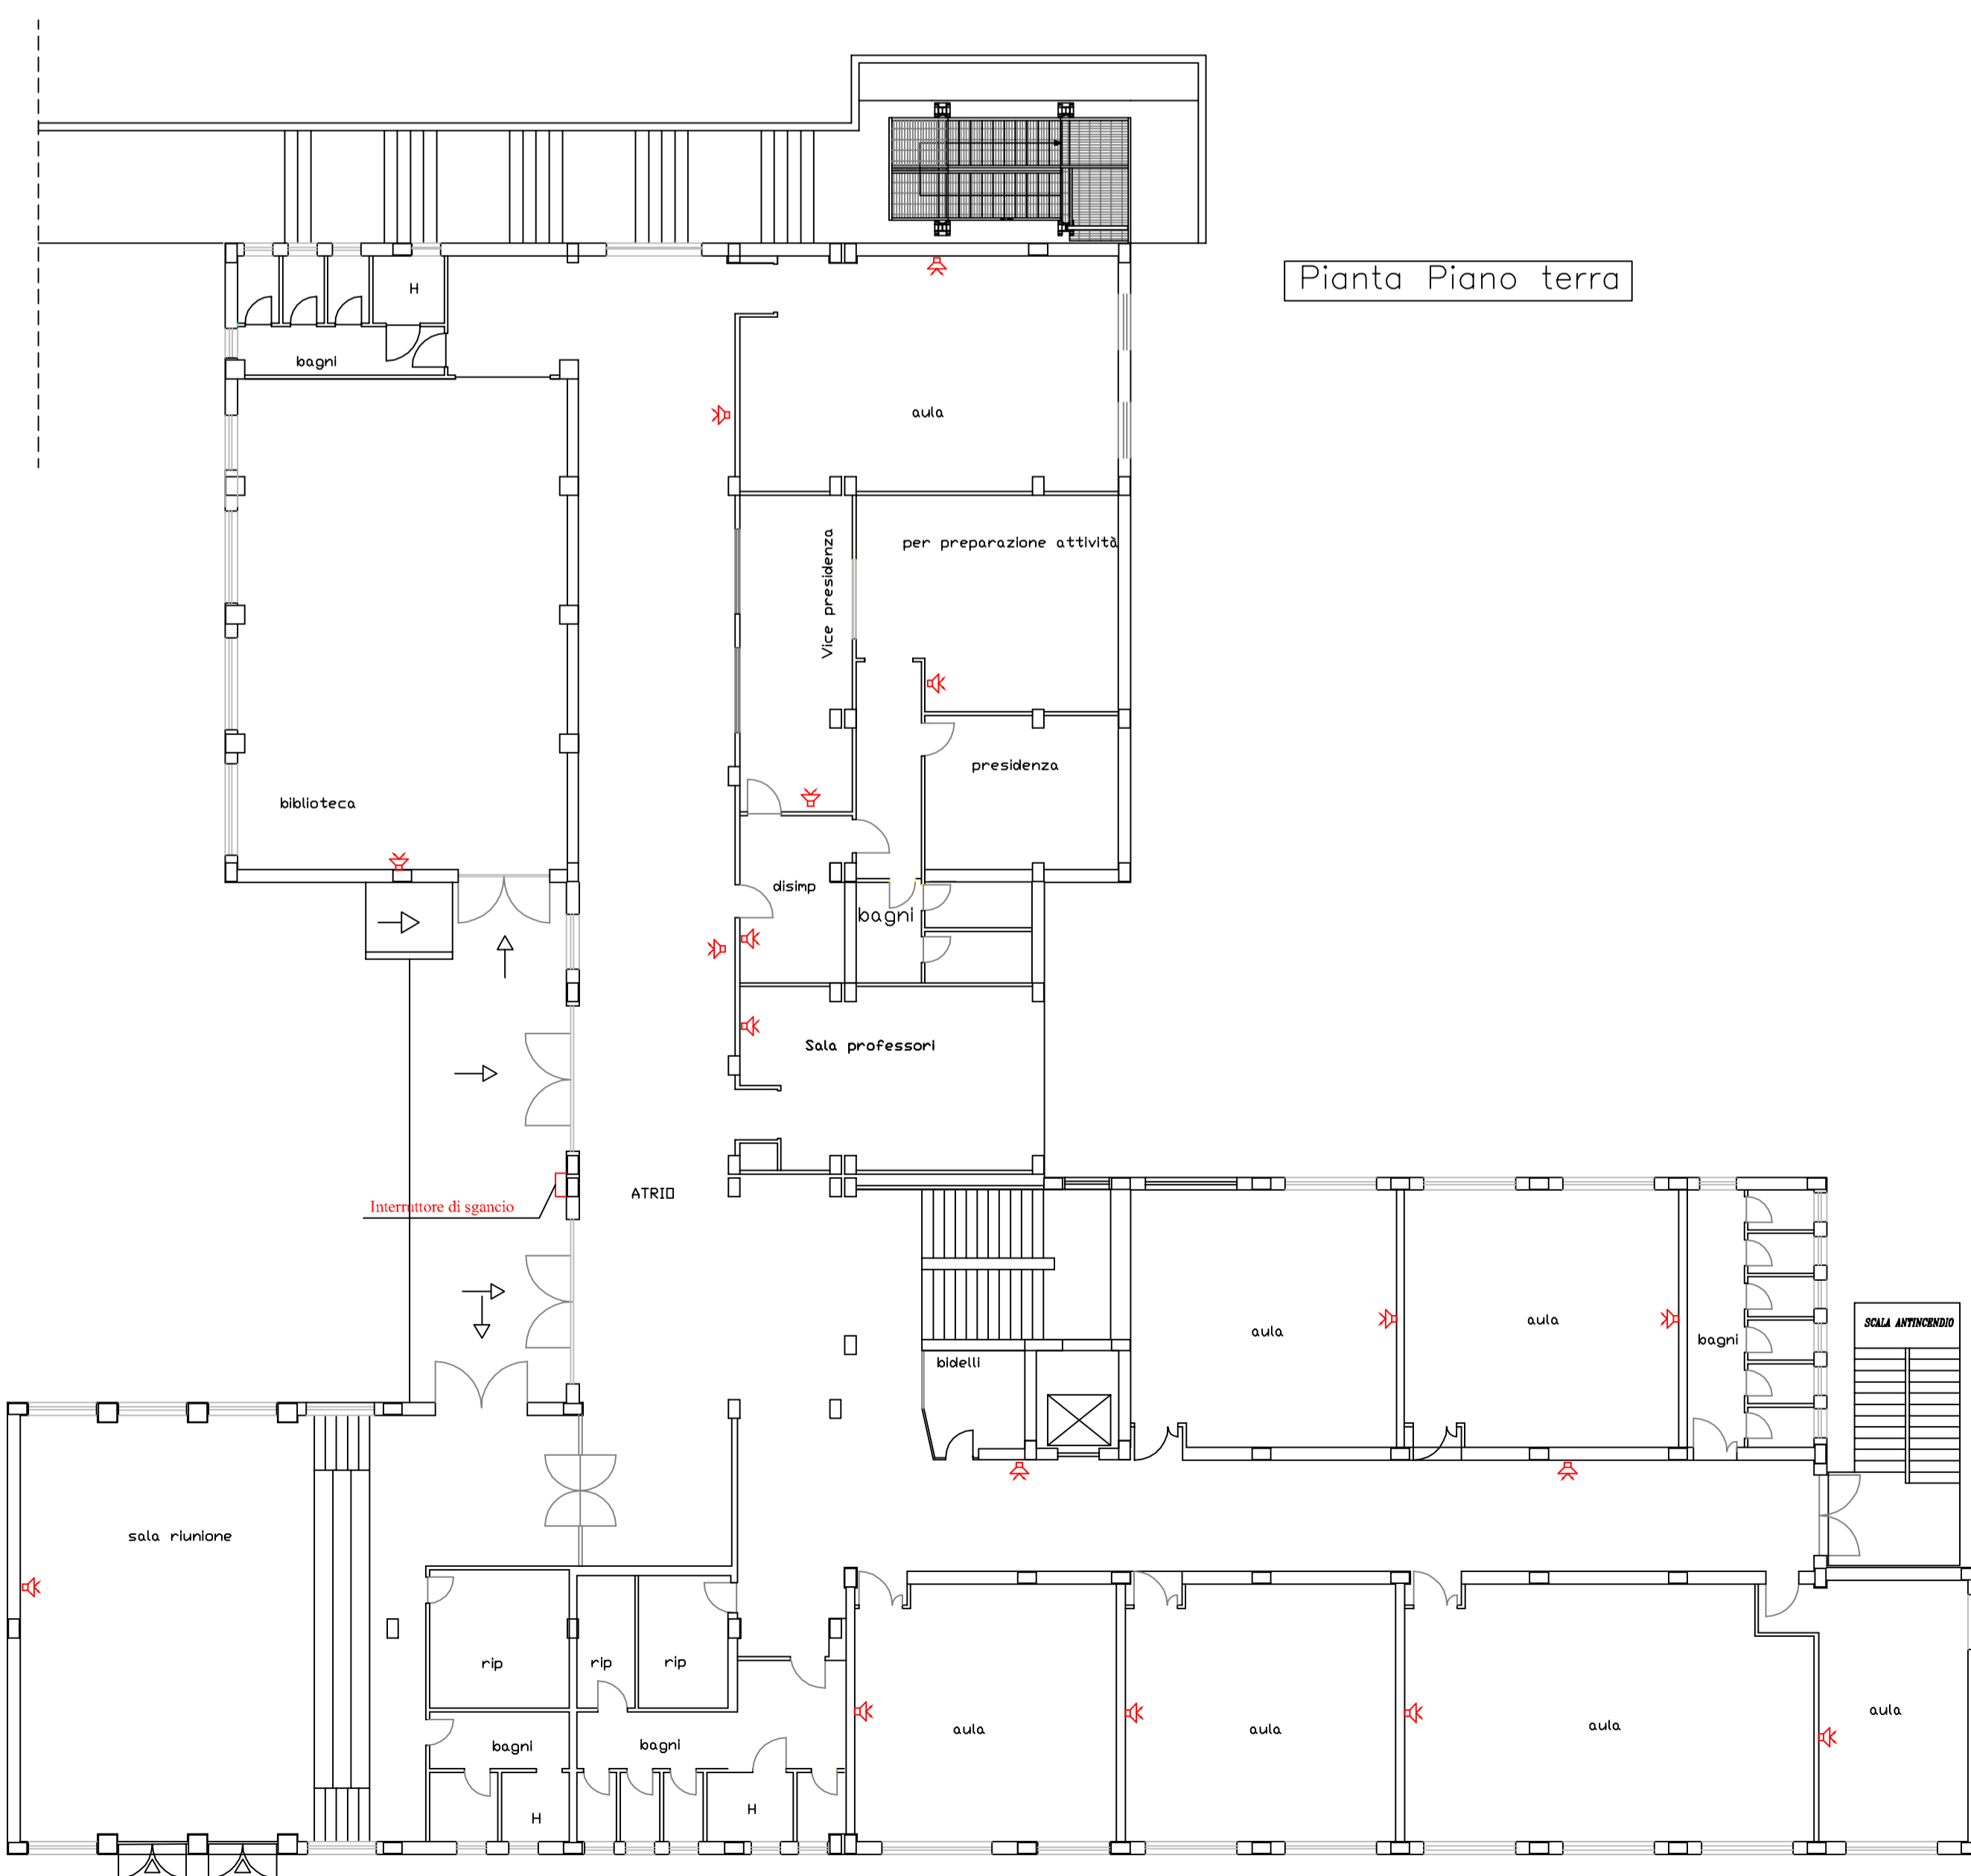 Pianta Piano terra
H
bagni
aula
per preparazione attività
Vice presidenza
presidenza
biblioteca
disimp
bagni
Sala professori
ATRIO
Interruttore di sgancio
SCALA ANTINCENDIO
aula
aula
bagni
bidelli
sala riunione
rip
rip
rip
aula
aula
aula
aula
bagni
bagni
H
H